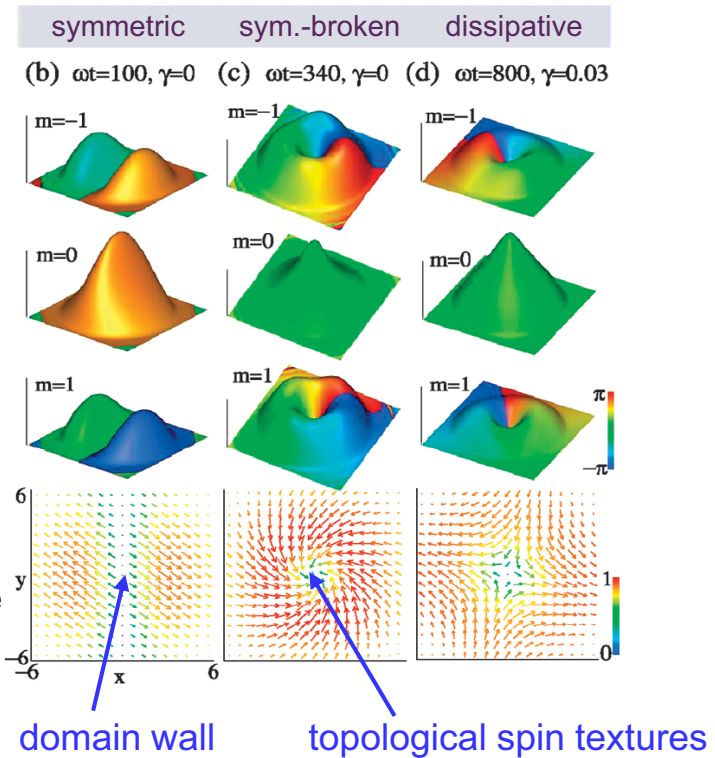 symmetric sym.-broken dissipative
(b) ωt=100, γ=0 (c) ωt=340, γ=0 (d) ωt=800, γ=0.03
m=−1 m=−1 m=−1
m=0 m=0 m=0
m=1 m=1 m=1
π
−π
6
y
e
−6
−6 x 6
1
0
domain wall topological spin textures